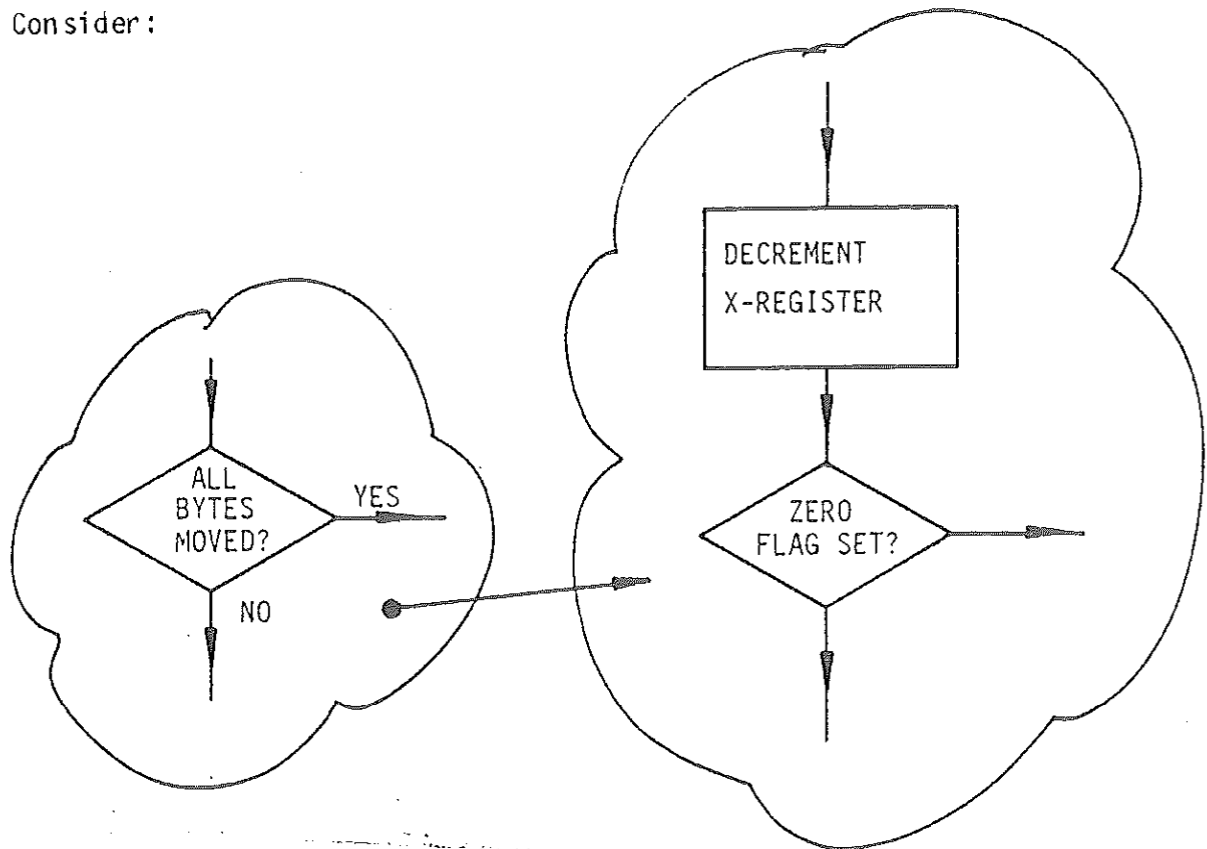 Consider:
ALL
BYTES
MOVED?
YES
NO
DECREMENT
X-REGISTER
ZERO
FLAG SET?